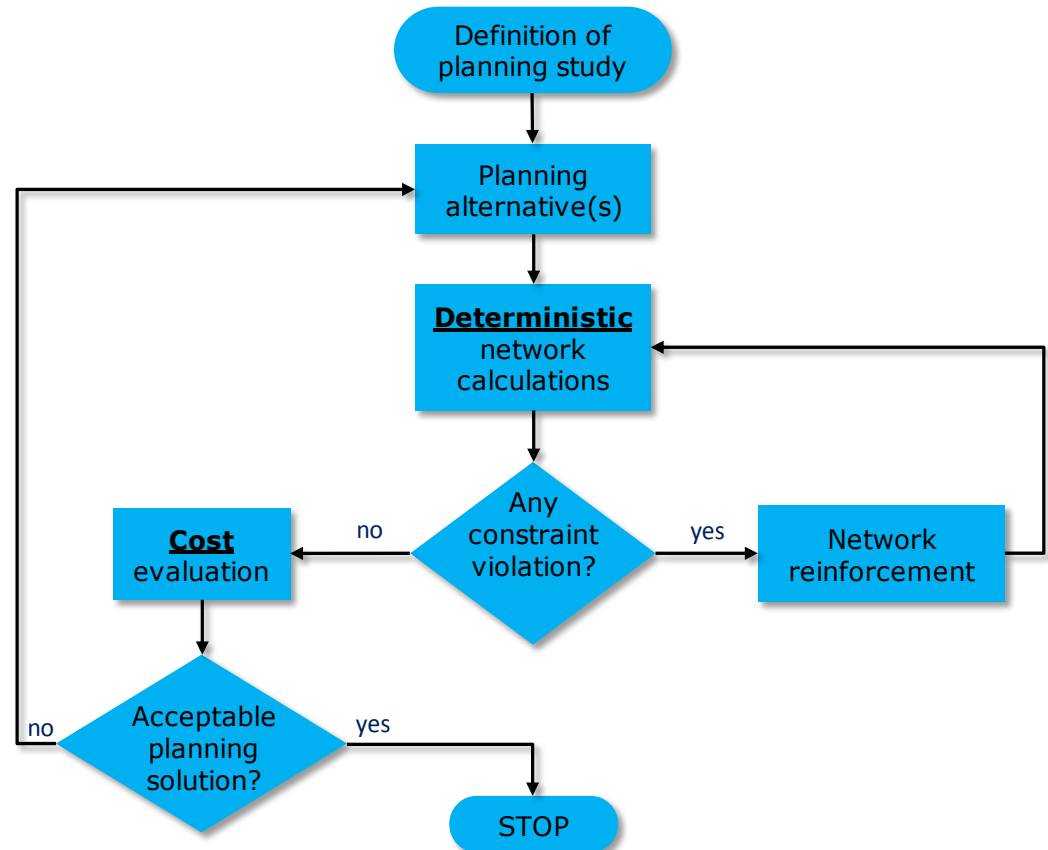 Definition of
planning study
Planning
alternative(s)
Deterministic
network
calculations
Any
constraint
violation?
no
yes
Cost
evaluation
Network
reinforcement
Acceptable
planning
solution?
no
yes
STOP